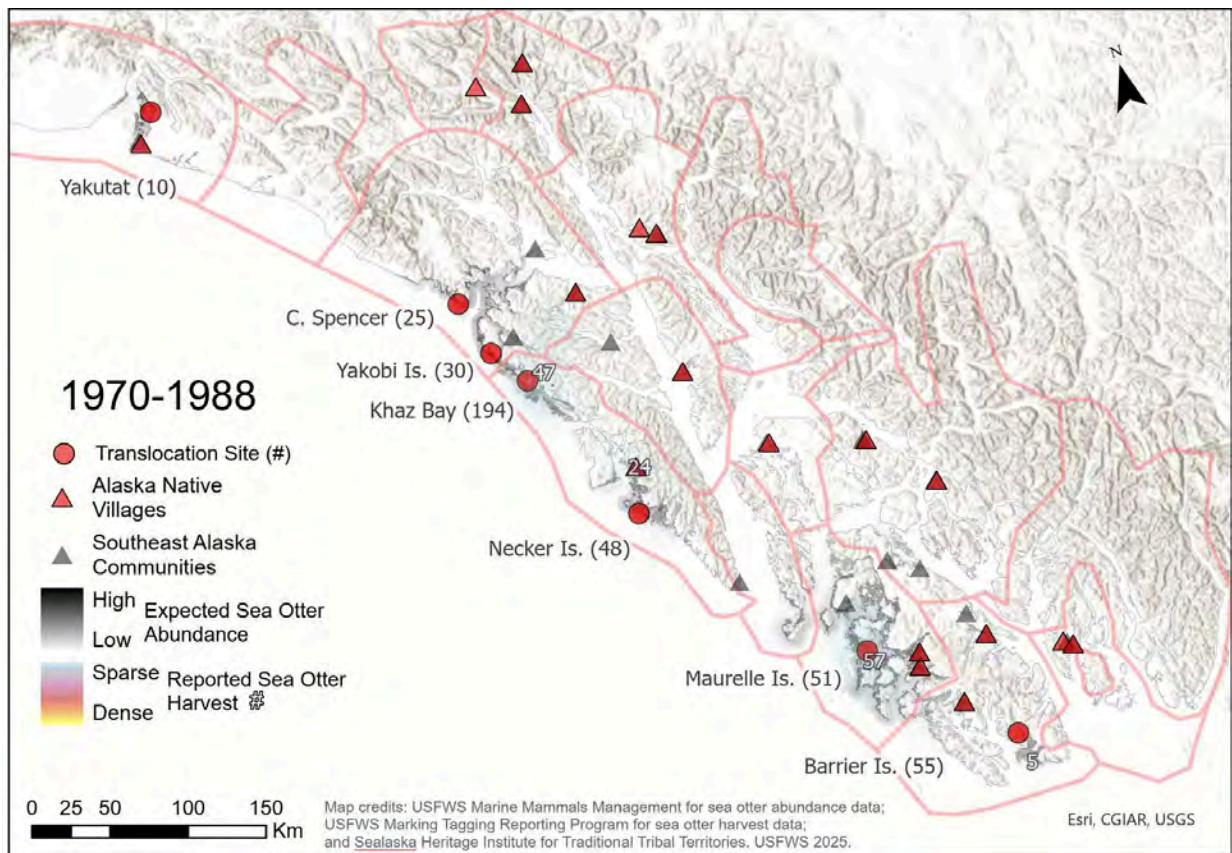 N
Yakutat (10)
C. Spencer (25)
Yakobi Is. (30)
47
Khaz Bay (194)
24
Necker Is. (48)
57
Maurelle Is. (51)
Barrier Is. (55)
5
1970-1988
Translocation Site (#)
Alaska Native
Villages
Southeast Alaska
Communities
High
Low
Expected Sea Otter
Abundance
Sparse
Dense
Reported Sea Otter
Harvest #
0 25 50 100 150
Km
Map credits: USFWS Marine Mammals Management for sea otter abundance data;
USFWS Marking Tagging Reporting Program for sea otter harvest data;
and Sealaska Heritage Institute for Traditional Tribal Territories. USFWS 2025.
Esri, CGIAR, USGS